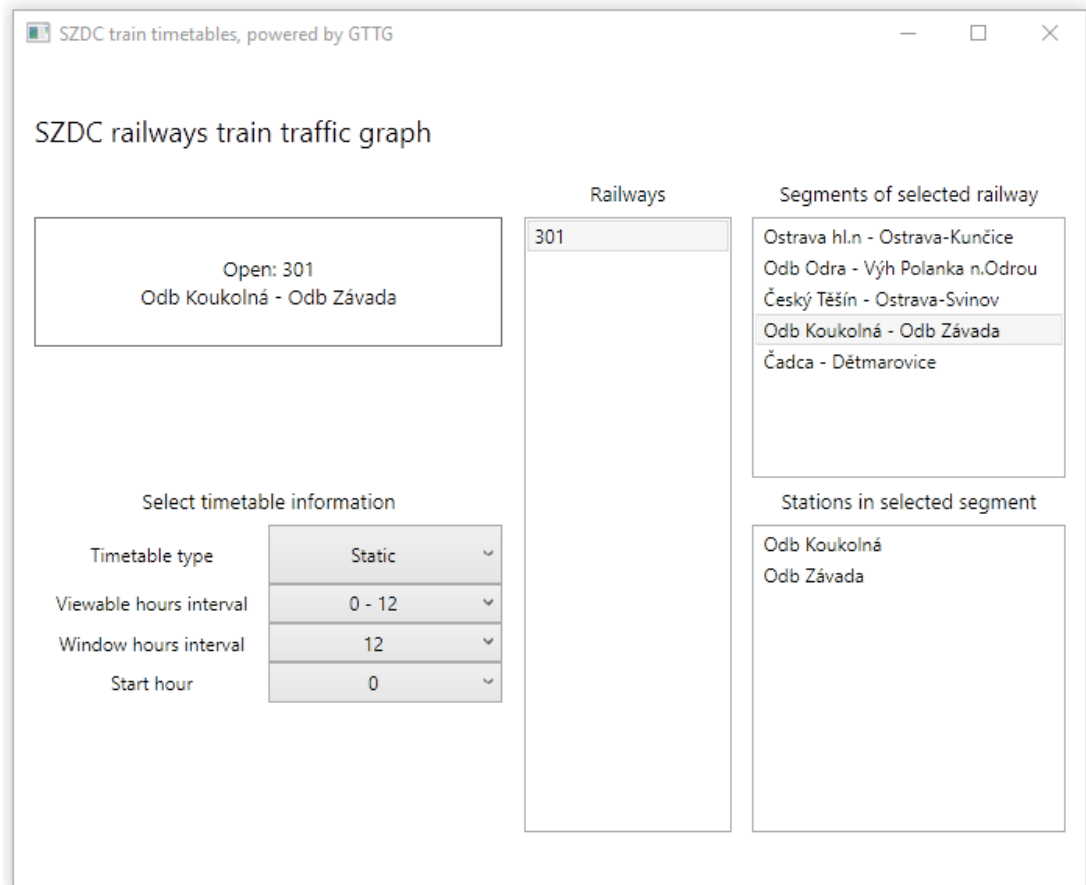 SZDC train timetables, powered by GTTG
SZDC railways train traffic graph
Open: 301
Odb Koukolná - Odb Závada
Select timetable information
Timetable type
Static
Viewable hours interval
0 - 12
Window hours interval
12
Start hour
0
Railways
301
Segments of selected railway
Ostrava hl.n - Ostrava-Kunčice
Odb Odra - Výh Polanka n.Odrou
Český Těšín - Ostrava-Svinov
Odb Koukolná - Odb Závada
Čadca - Dětmarovice
Stations in selected segment
Odb Koukolná
Odb Závada